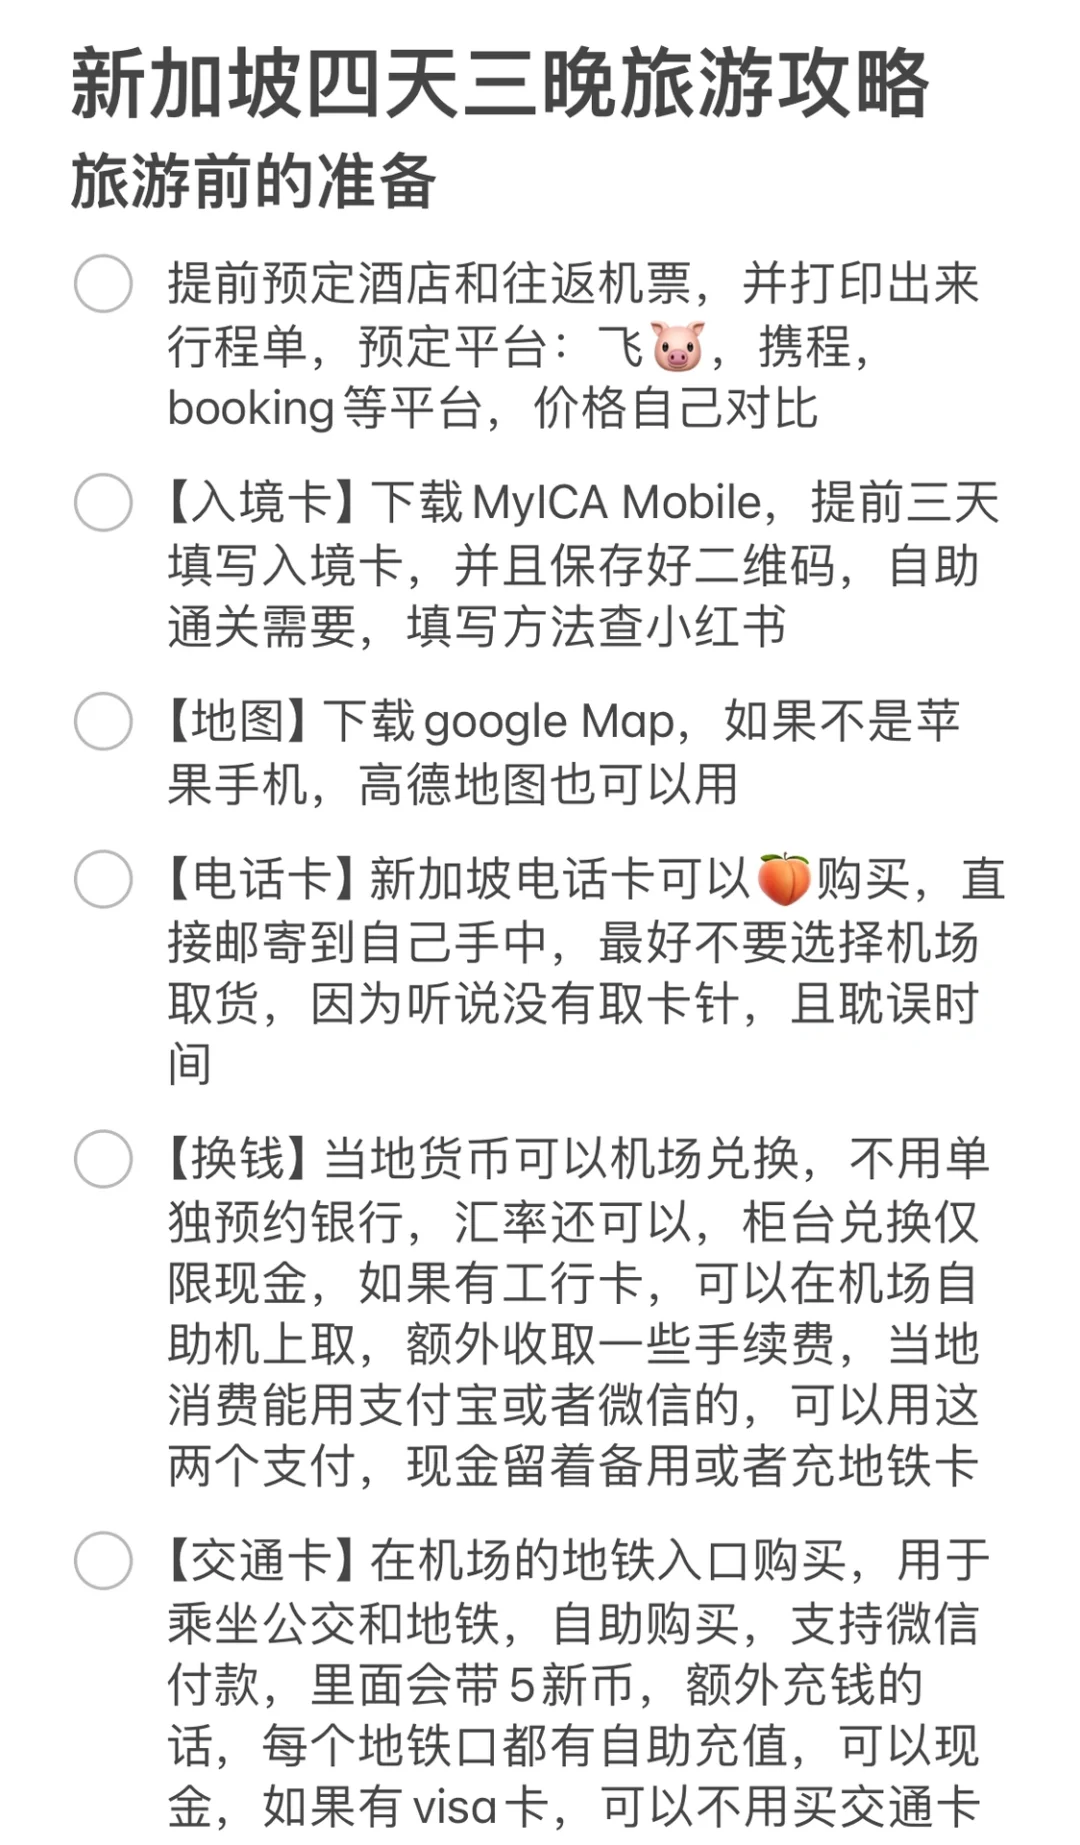 新加坡四天三晚旅游攻略
旅游前的准备
提前预定酒店和往返机票，并打印出来
行程单，预定平台：飞🐷，携程，
booking等平台，价格自己对比
【入境卡】下载MyICA Mobile，提前三天
填写入境卡，并且保存好二维码，自助
通关需要，填写方法查小红书
【地图】下载google Map，如果不是苹
果手机，高德地图也可以用
【电话卡】新加坡电话卡可以🍑购买，直
接邮寄到自己手中，最好不要选择机场
取货，因为听说没有取卡针，且耽误时
间
【换钱】当地货币可以机场兑换，不用单
独预约银行，汇率还可以，柜台兑换仅
限现金，如果有工行卡，可以在机场自
助机上取，额外收取一些手续费，当地
消费能用支付宝或者微信的，可以用这
两个支付，现金留着备用或者充地铁卡
【交通卡】在机场的地铁入口购买，用于
乘坐公交和地铁，自助购买，支持微信
付款，里面会带5新币，额外充钱的
话，每个地铁口都有自助充值，可以现
金，如果有visa卡，可以不用买交通卡